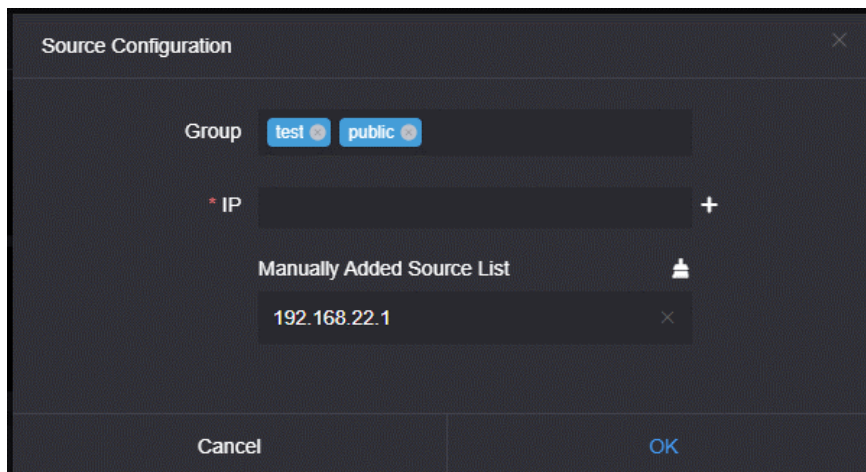 Source Configuration
Group test public
* IP
Manually Added Source List
192.168.22.1
Cancel OK